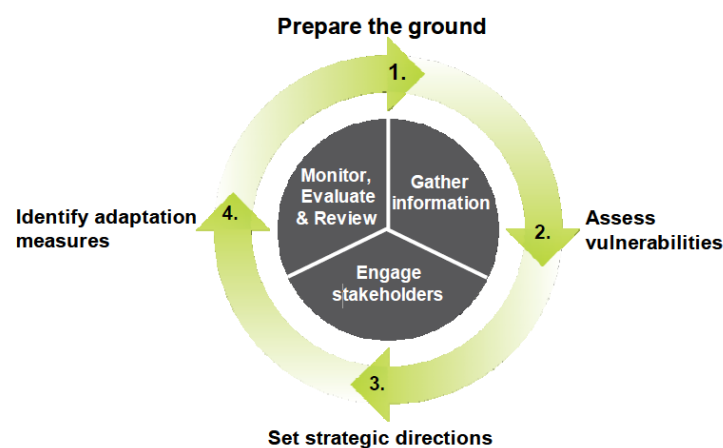 Prepare the ground
1.
Monitor,
Evaluate
& Review
Gather
information
4.
Identify adaptation
measures
2.
Assess
vulnerabilities
Engage
stakeholders
3.
Set strategic directions